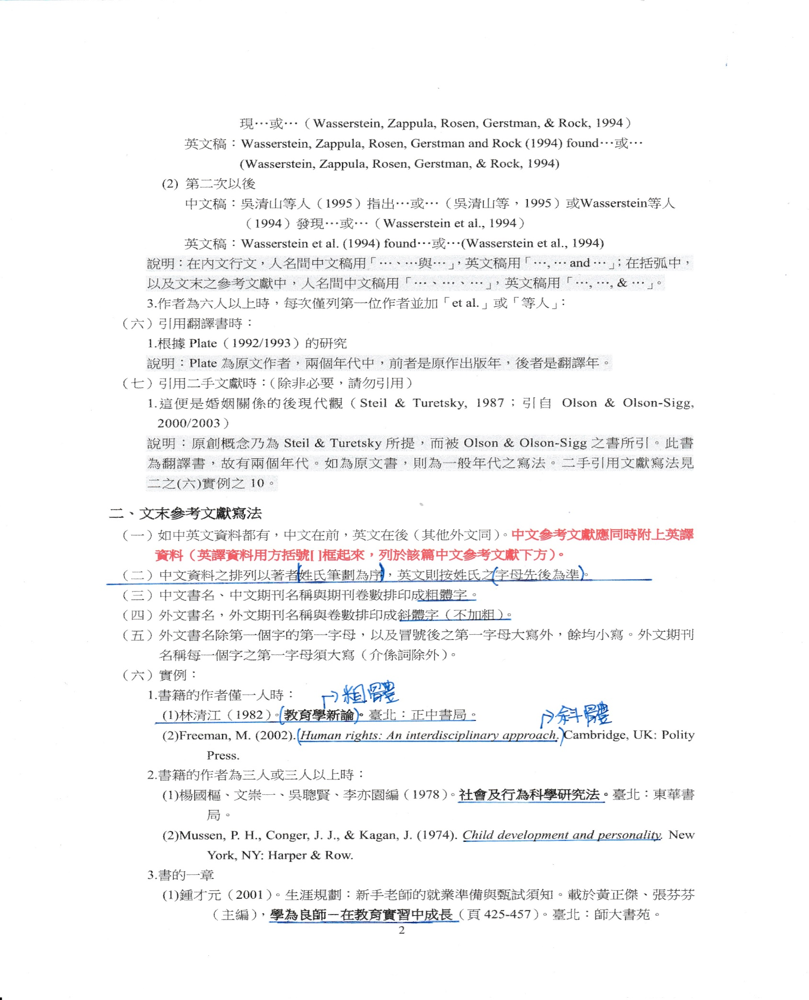 現…或…（Wasserstein, Zappula, Rosen, Gerstman, & Rock, 1994）
英文稿：Wasserstein, Zappula, Rosen, Gerstman and Rock (1994) found…或…
(Wasserstein, Zappula, Rosen, Gerstman, & Rock, 1994)
(2) 第二次以後
中文稿：吳清山等人（1995）指出…或…（吳清山等，1995）或Wasserstein等人
（1994）發現…或…（Wasserstein et al., 1994）
英文稿：Wasserstein et al. (1994) found…或…(Wasserstein et al., 1994)
說明：在內文行文，人名間中文稿用「…、…與…」，英文稿用「…, … and …」；在括弧中，
以及文末之參考文獻中，人名間中文稿用「…、…、…」，英文稿用「…, …, & …」。
3.作者為六人以上時，每次僅列第一位作者並加「et al.」或「等人」：
（六）引用翻譯書時：
1.根據 Plate（1992/1993）的研究
說明：Plate 為原文作者，兩個年代中，前者是原作出版年，後者是翻譯年。
（七）引用二手文獻時：（除非必要，請勿引用）
1.這便是婚姻關係的後現代觀（Steil & Turetsky, 1987；引自 Olson & Olson-Sigg,
2000/2003）
說明：原創概念乃為 Steil & Turetsky 所提，而被 Olson & Olson-Sigg 之書所引。此書
為翻譯書，故有兩個年代。如為原文書，則為一般年代之寫法。二手引用文獻寫法見
二之(六)實例之 10。
二、文末參考文獻寫法
（一）如中英文資料都有，中文在前，英文在後（其他外文同）。中文參考文獻應同時附上英譯
資料（英譯資料用方括號[ ]框起來，列於該篇中文參考文獻下方）。
（二）中文資料之排列以著者(姓氏筆劃為序)，英文則按姓氏之(字母先後為準)。
（三）中文書名、中文期刊名稱與期刊卷數排印成粗體字。
（四）外文書名，外文期刊名稱與卷數排印成斜體字（不加粗）。
（五）外文書名除第一個字的第一字母，以及冒號後之第一字母大寫外，餘均小寫。外文期刊
名稱每一個字之第一字母須大寫（介係詞除外）。
（六）實例：
1.書籍的作者僅一人時：
→粗體
(1)林清江（1982）。(教育學新論)。臺北：正中書局。
→斜體
(2)Freeman, M. (2002). (Human rights: An interdisciplinary approach.) Cambridge, UK: Polity
Press.
2.書籍的作者為三人或三人以上時：
(1)楊國樞、文崇一、吳聰賢、李亦園編（1978）。社會及行為科學研究法。臺北：東華書
局。
(2)Mussen, P. H., Conger, J. J., & Kagan, J. (1974). Child development and personality. New
York, NY: Harper & Row.
3.書的一章
(1)鍾才元（2001）。生涯規劃：新手老師的就業準備與甄試須知。載於黃正傑、張芬芬
（主編），學為良師－在教育實習中成長（頁 425-457）。臺北：師大書苑。
2